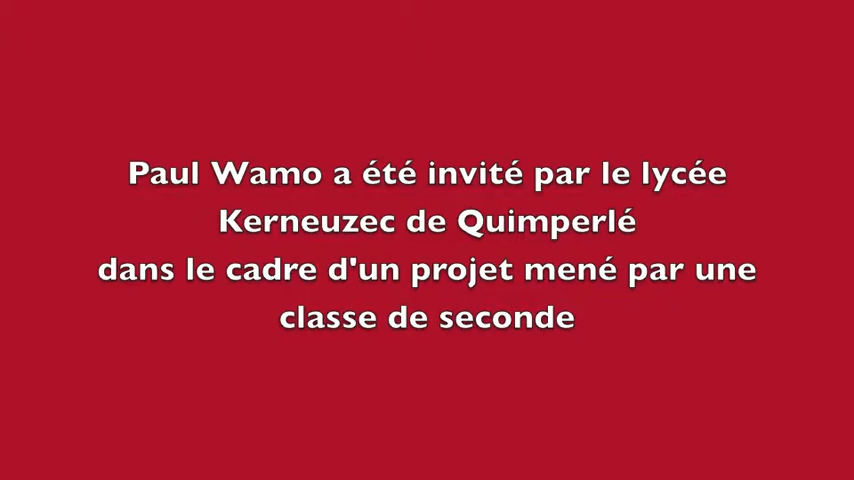 Paul Wamo a été invité par le lycée
Kerneuzec de Quimperlé
dans le cadre d'un projet mené par une
classe de seconde